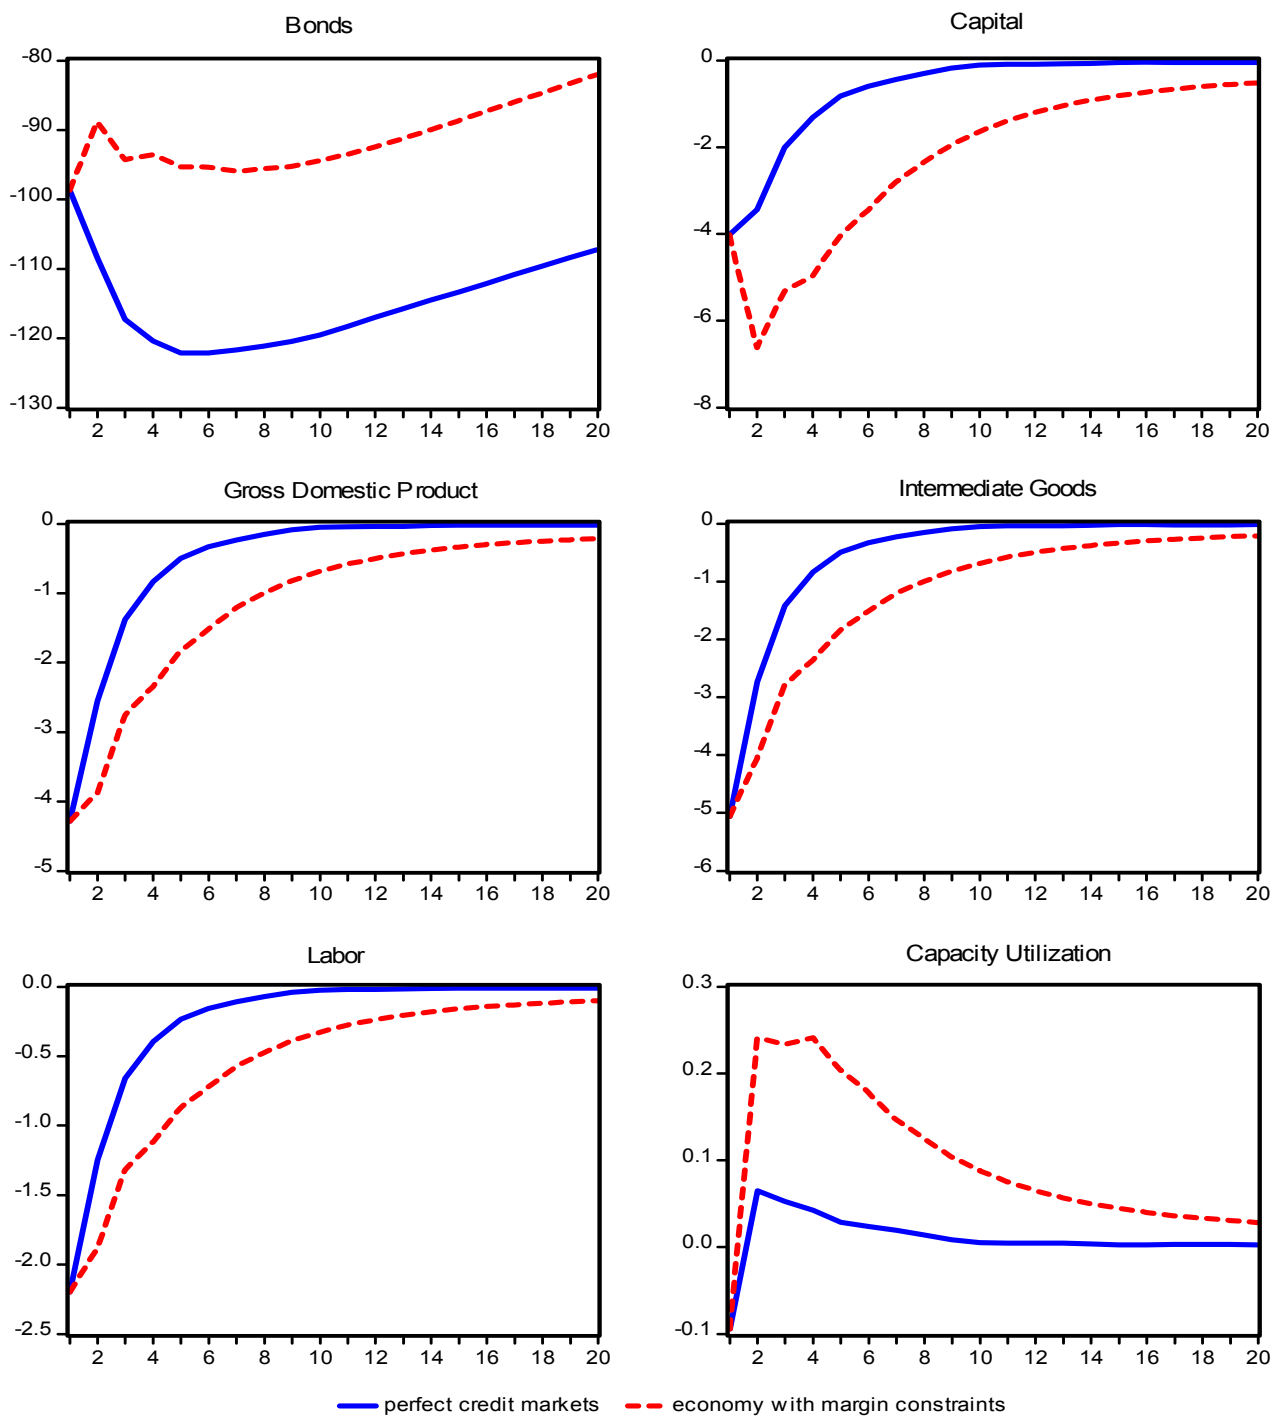 Bonds
-80
-90
-100
-110
-120
-130
2 4 6 8 10 12 14 16 18 20
Capital
0
-2
-4
-6
-8
2 4 6 8 10 12 14 16 18 20
Gross Domestic Product
0
-1
-2
-3
-4
-5
2 4 6 8 10 12 14 16 18 20
Intermediate Goods
0
-1
-2
-3
-4
-5
-6
2 4 6 8 10 12 14 16 18 20
Labor
0.0
-0.5
-1.0
-1.5
-2.0
-2.5
2 4 6 8 10 12 14 16 18 20
Capacity Utilization
0.3
0.2
0.1
0.0
-0.1
2 4 6 8 10 12 14 16 18 20
perfect credit markets economy with margin constraints